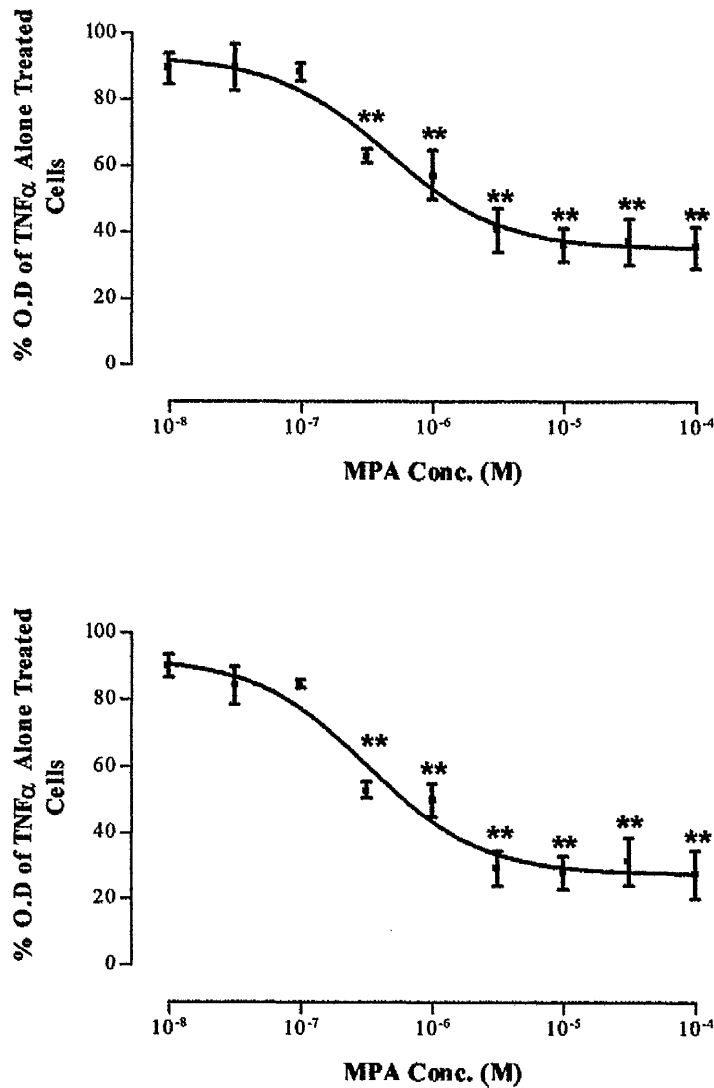 % O.D of TNFα Alone Treated
Cells
100
80
60
40
20
0
** ** ** ** ** **
10⁻⁸ 10⁻⁷ 10⁻⁶ 10⁻⁵ 10⁻⁴
MPA Conc. (M)
% O.D of TNFα Alone Treated
Cells
100
80
60
40
20
0
** ** ** ** ** **
10⁻⁸ 10⁻⁷ 10⁻⁶ 10⁻⁵ 10⁻⁴
MPA Conc. (M)